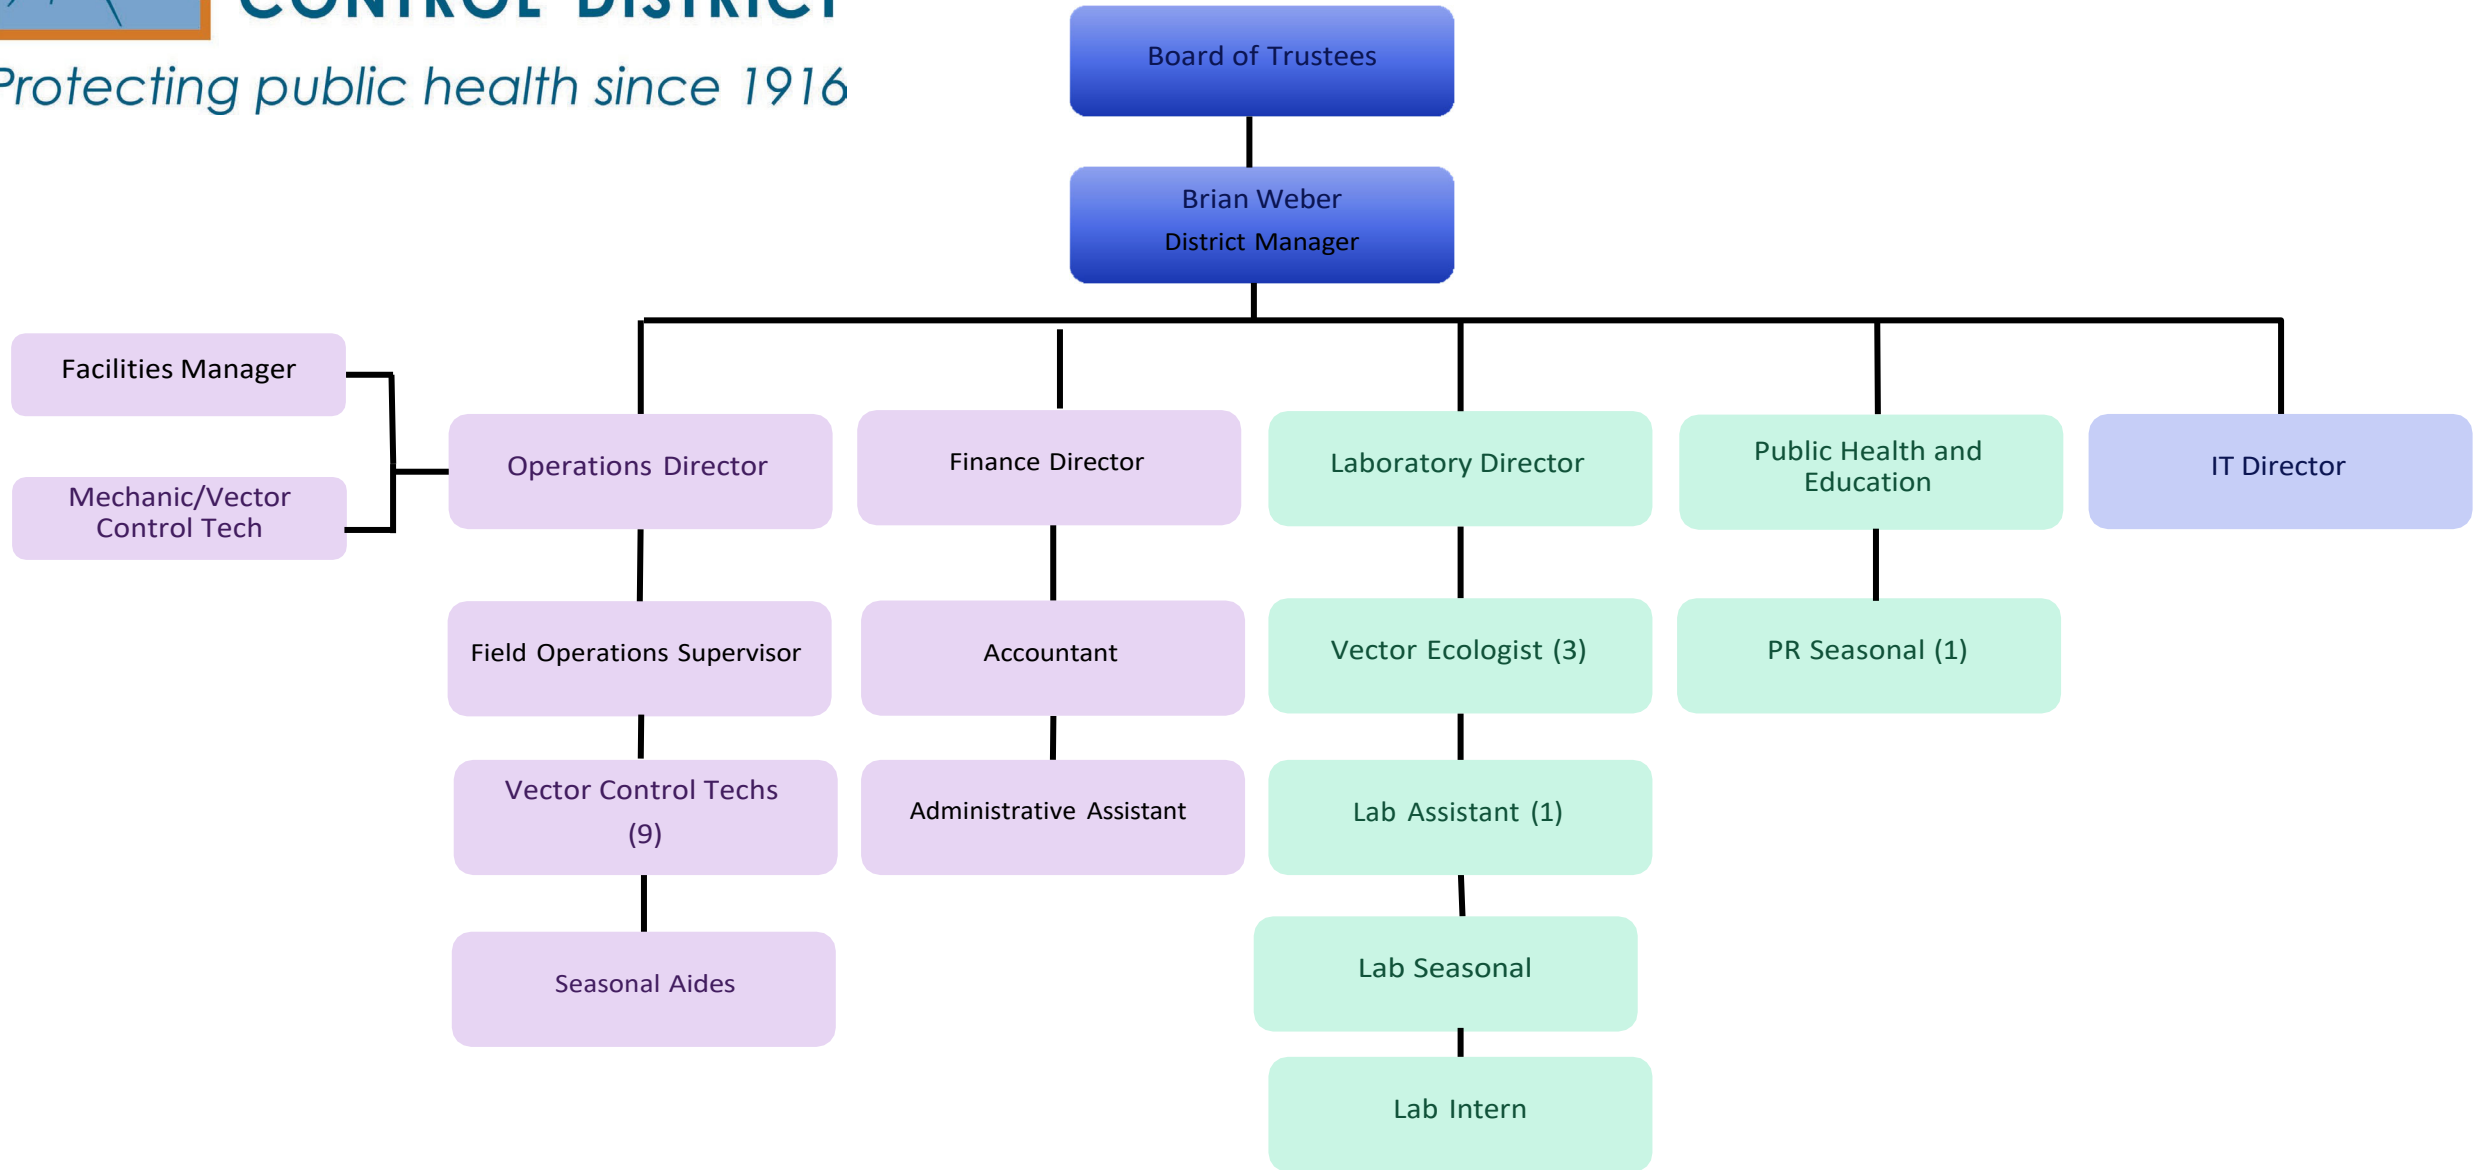 CONTROL DISTRICT
Protecting public health since 1916
Board of Trustees
Brian Weber
District Manager
Facilities Manager
Mechanic/Vector
Control Tech
Operations Director
Finance Director
Laboratory Director
Public Health and
Education
IT Director
Field Operations Supervisor
Accountant
Vector Ecologist (3)
PR Seasonal (1)
Vector Control Techs
(9)
Administrative Assistant
Lab Assistant (1)
Seasonal Aides
Lab Seasonal
Lab Intern